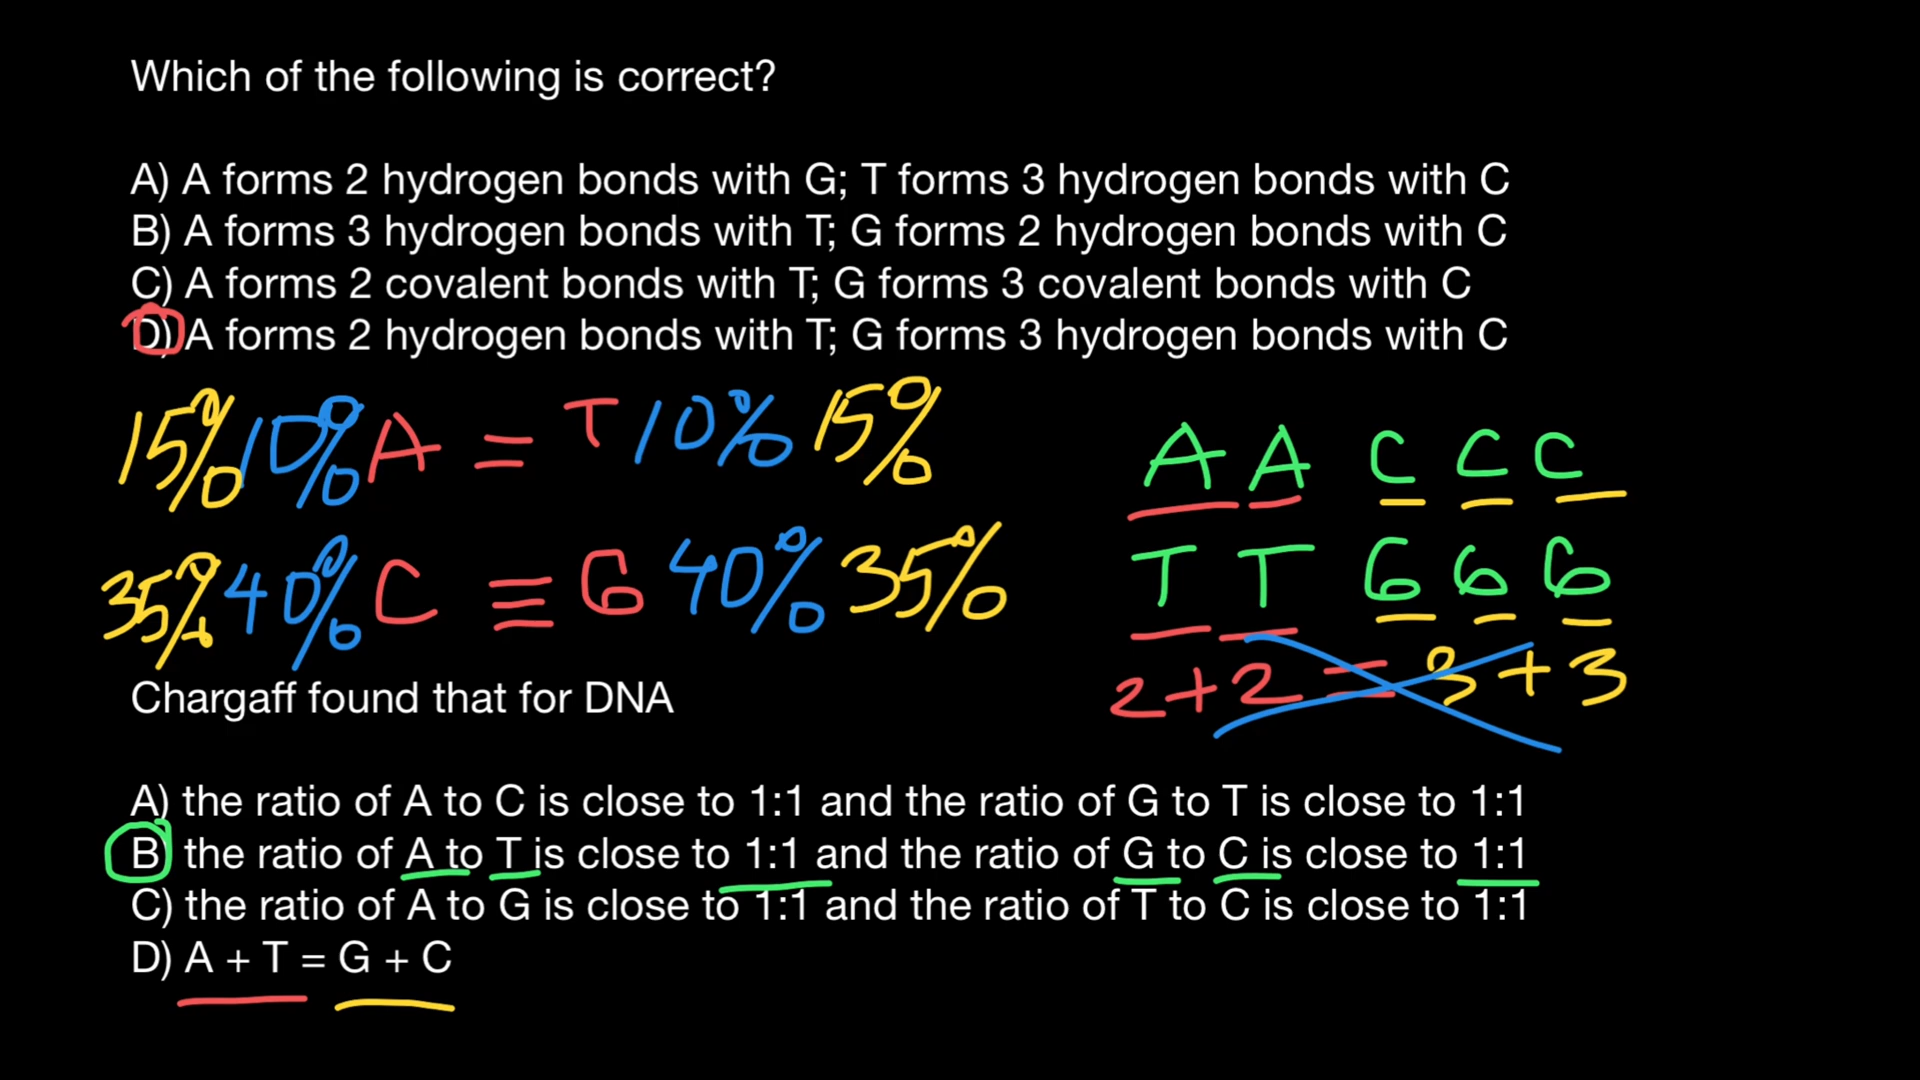 Which of the following is correct?
A) A forms 2 hydrogen bonds with G; T forms 3 hydrogen bonds with C
B) A forms 3 hydrogen bonds with T; G forms 2 hydrogen bonds with C
C) A forms 2 covalent bonds with T; G forms 3 covalent bonds with C
D) A forms 2 hydrogen bonds with T; G forms 3 hydrogen bonds with C
15% 10% A = T 10% 15%
A A C C C
35% 40% C ≡ G 40% 35%
T T G G G
2+2 = 3+3
Chargaff found that for DNA
A) the ratio of A to C is close to 1:1 and the ratio of G to T is close to 1:1
B) the ratio of A to T is close to 1:1 and the ratio of G to C is close to 1:1
C) the ratio of A to G is close to 1:1 and the ratio of T to C is close to 1:1
D) A + T = G + C